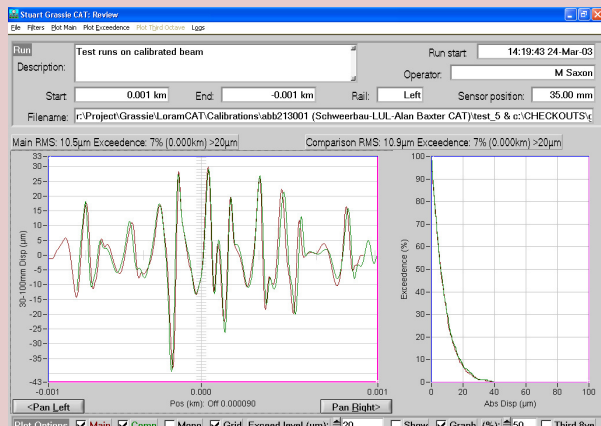 Stuart Grassie CAT: Review
File Filters Plot Main Plot Exceedence Plot Third Octave Logs
Run
Description: Test runs on calibrated beam
Run start: 14:19:43 24-Mar-03
Operator: M Saxon
Start: 0.001 km End: -0.001 km Rail: Left Sensor position: 35.00 mm
Filename: r:\Project\Grassie\LoramCAT\Calibrations\abb213001 (Schweerbau-LUL-Alan Baxter CAT)\test_5 & c:\CHECKOUTS\g
Main RMS: 10.5µm Exceedence: 7% (0.000km) >20µm Comparison RMS: 10.9µm Exceedence: 7% (0.000km) >20µm
33
30
25
20
15
10
5
0
-5
-10
-15
-20
-25
-30
-35
-43
30-100mm Disp (µm)
-0.001 0.000 0.001
Pos (km): Off 0.000090
<Pan Left Pan Right>
100
90
80
70
60
50
40
30
20
10
0
Exceedence (%)
0 20 40 60 80 100
Abs Disp (µm)
Plot Options Main Comp Mono Grid Exceed level (µm): 20 Show Graph (%): 50 Third 8ve